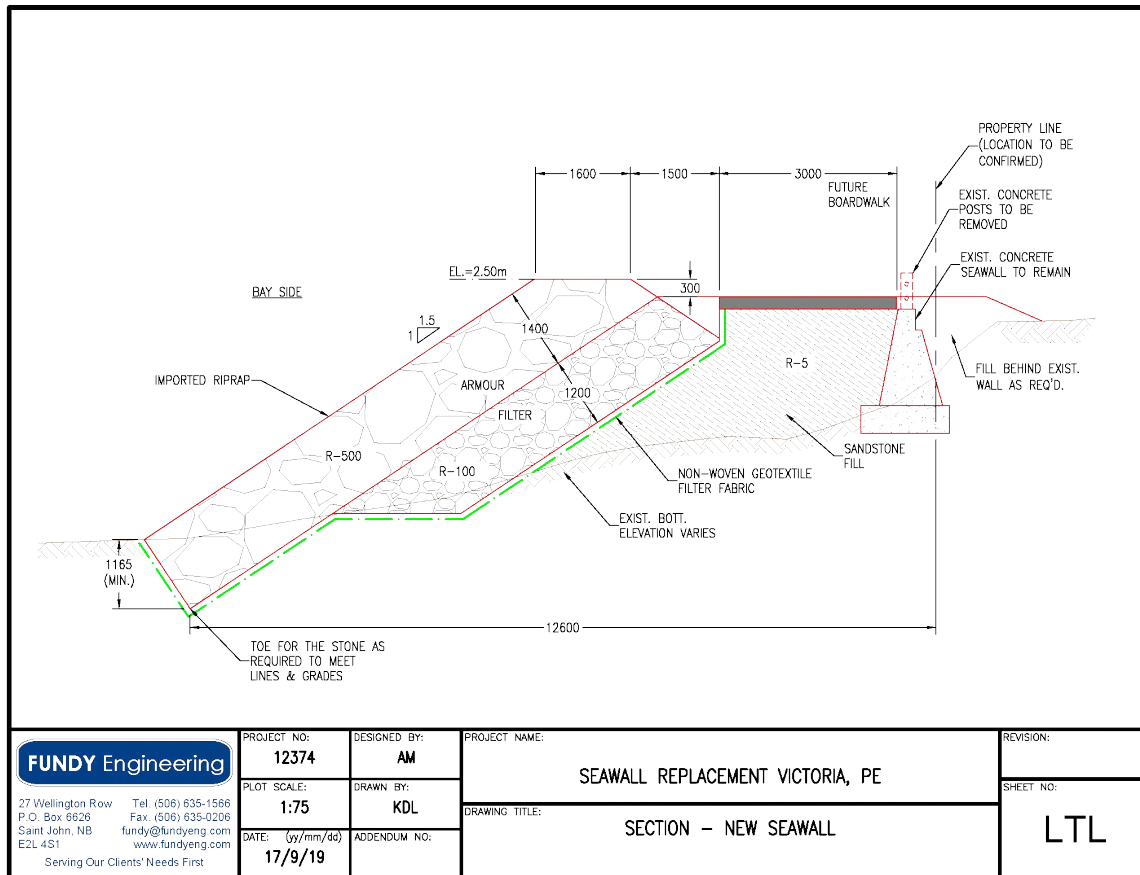 PROPERTY LINE
(LOCATION TO BE
CONFIRMED)
1600
1500
3000
FUTURE
BOARDWALK
EXIST. CONCRETE
POSTS TO BE
REMOVED
EXIST. CONCRETE
SEAWALL TO REMAIN
EL.=2.50m
300
BAY SIDE
1.5
1
1400
ARMOUR
IMPORTED RIPRAP
1200
FILTER
R-5
FILL BEHIND EXIST.
WALL AS REQ'D.
R-500
R-100
SANDSTONE
FILL
NON-WOVEN GEOTEXTILE
FILTER FABRIC
EXIST. BOTT.
ELEVATION VARIES
1165
(MIN.)
12600
TOE FOR THE STONE AS
REQUIRED TO MEET
LINES & GRADES
FUNDY Engineering
27 Wellington Row Tel. (506) 635-1566
P.O. Box 6626 Fax. (506) 635-0206
Saint John, NB fundy@fundyeng.com
E2L 4S1 www.fundyeng.com
Serving Our Clients' Needs First
PROJECT NO:
12374
DESIGNED BY:
AM
PLOT SCALE:
1:75
DRAWN BY:
KDL
DATE: (yy/mm/dd)
17/9/19
ADDENDUM NO:
PROJECT NAME:
SEAWALL REPLACEMENT VICTORIA, PE
DRAWING TITLE:
SECTION - NEW SEAWALL
REVISION:
SHEET NO:
LTL